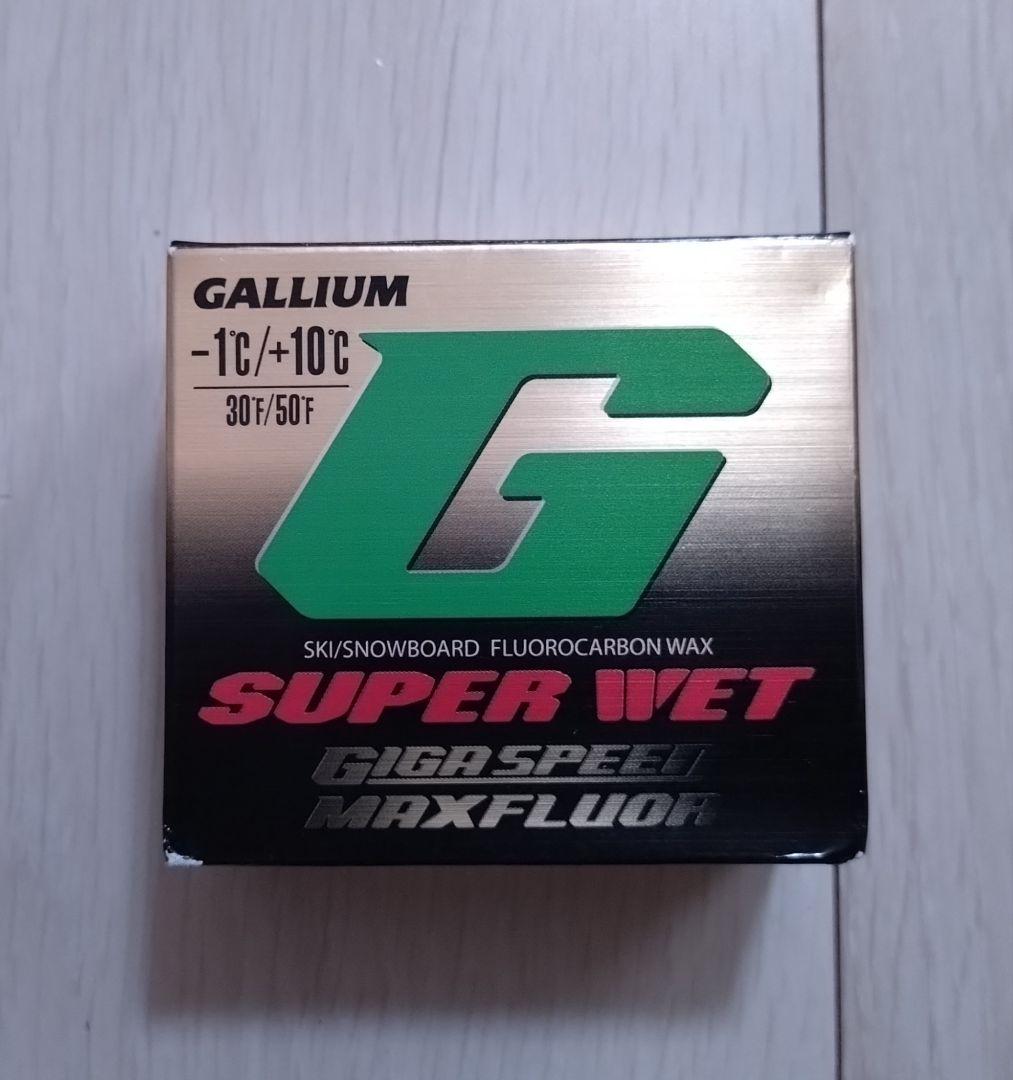 GALLIUM
-1℃/+10℃
30°F/50°F
G
SKI/SNOWBOARD FLUOROCARBON WAX
SUPER WET
GIGA SPEED
MAXFLUOR